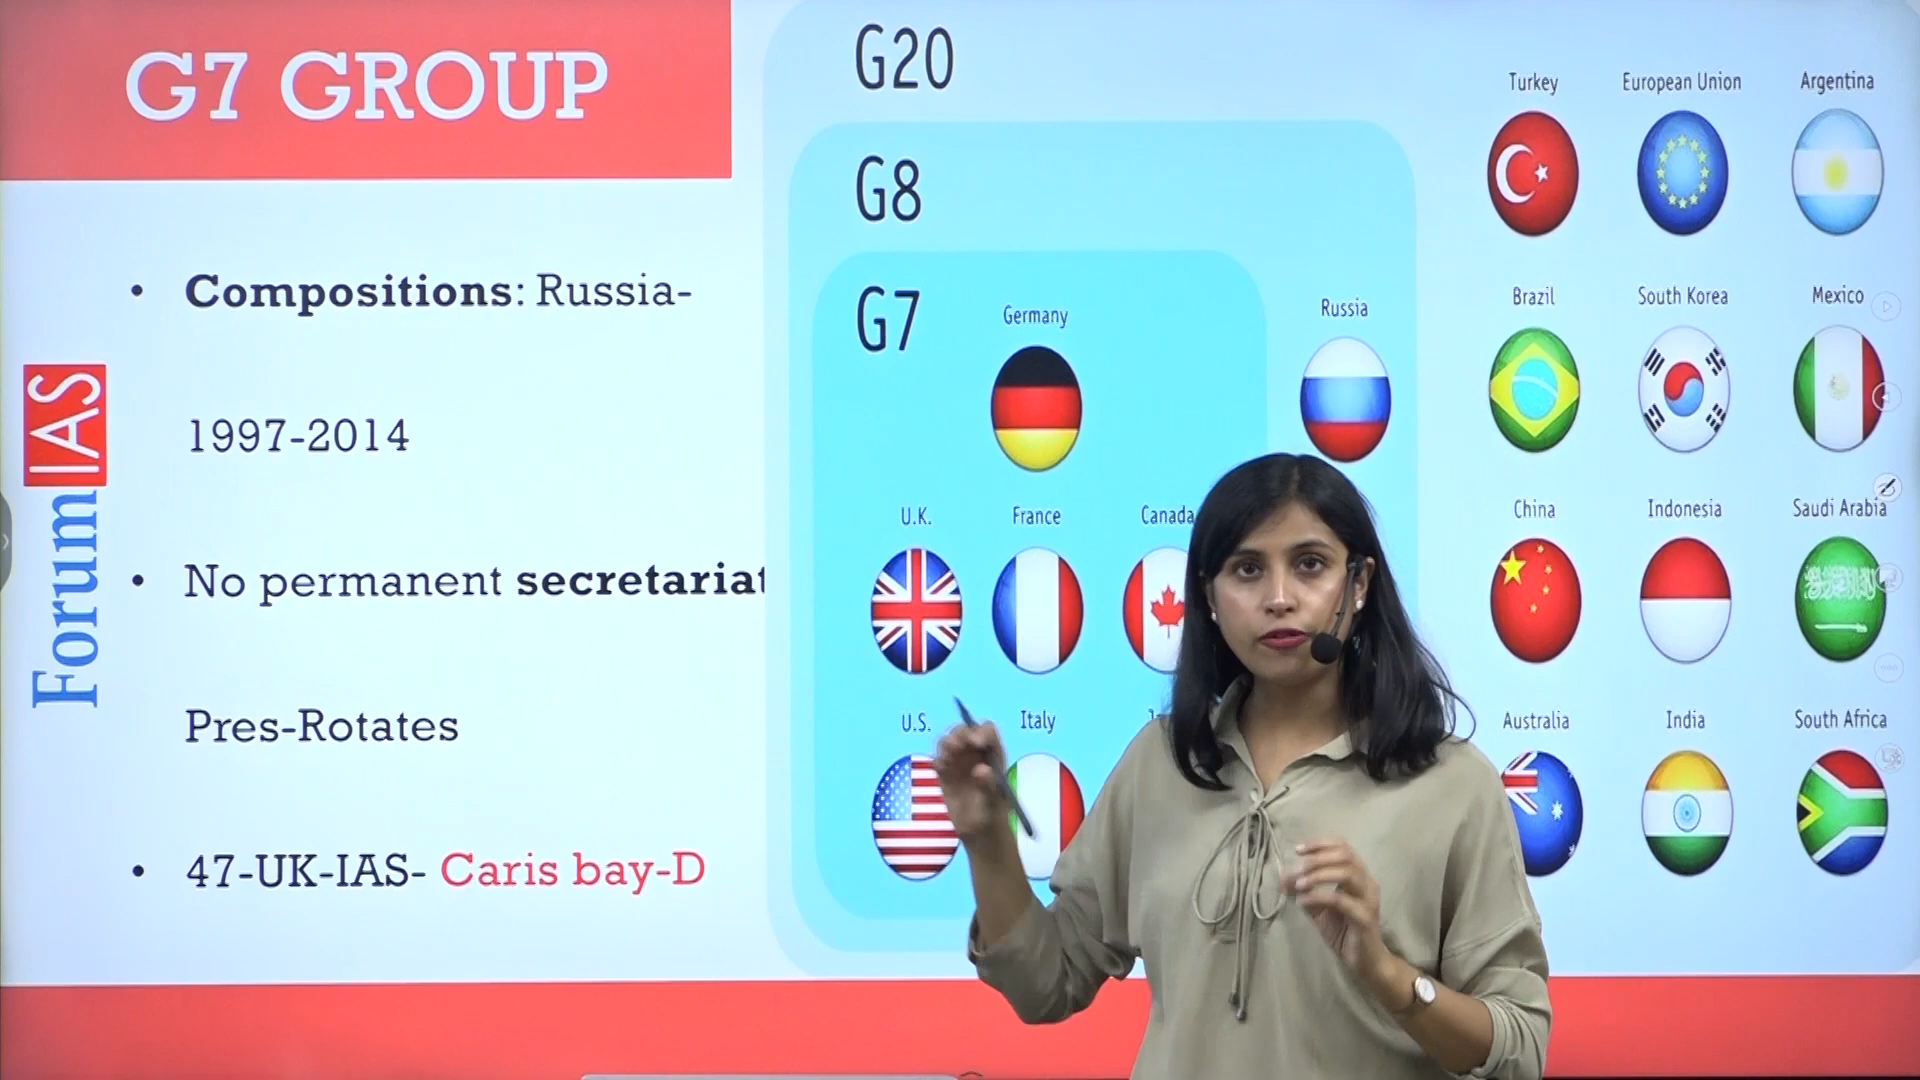 G7 GROUP
• Compositions: Russia-
1997-2014
• No permanent secretariat
Pres-Rotates
• 47-UK-IAS- Caris bay-D
ForumIAS
G20
G8
G7
Germany
Russia
U.K. France Canada
U.S. Italy
Turkey European Union Argentina
Brazil South Korea Mexico
China Indonesia Saudi Arabia
Australia India South Africa